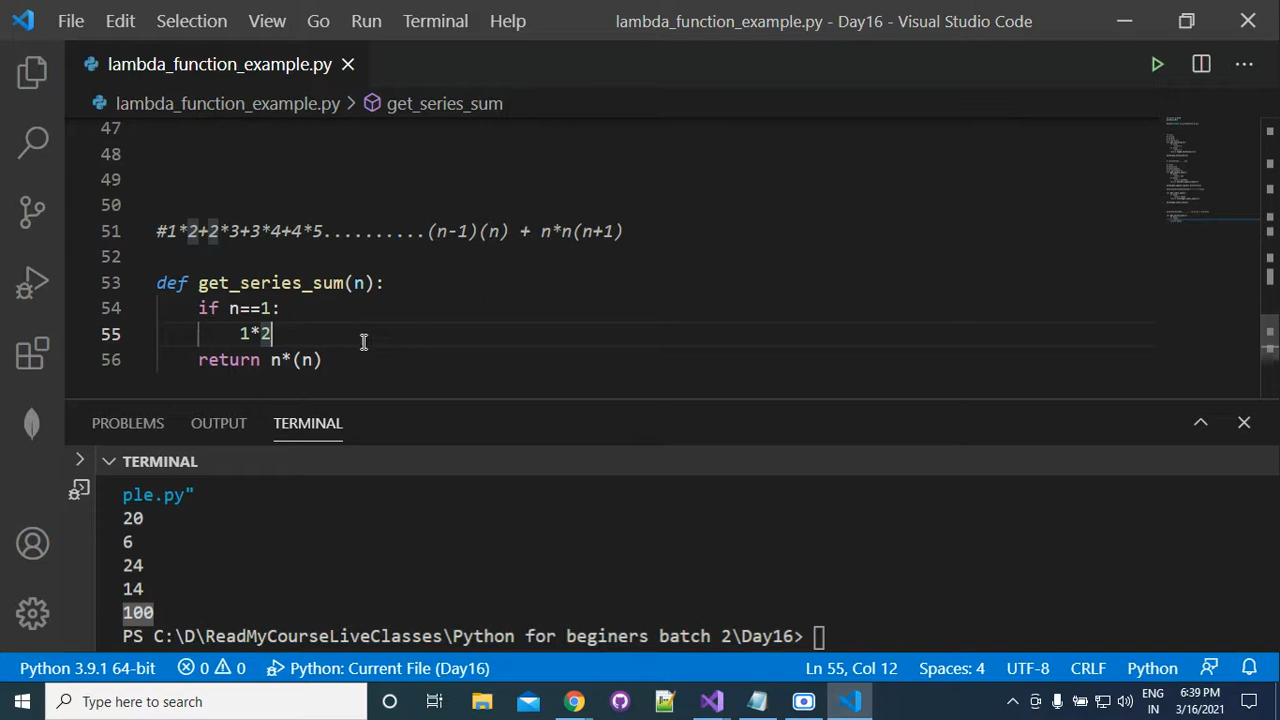 File Edit Selection View Go Run Terminal Help lambda_function_example.py - Day16 - Visual Studio Code
lambda_function_example.py
lambda_function_example.py > get_series_sum
47
48
49
50
51 #1*2+2*3+3*4+4*5..........(n-1)(n) + n*n(n+1)
52
53 def get_series_sum(n):
54 if n==1:
55 1*2
56 return n*(n)
PROBLEMS OUTPUT TERMINAL
TERMINAL
ple.py"
20
6
24
14
100
PS C:\D\ReadMyCourseLiveClasses\Python for beginers batch 2\Day16>
Python 3.9.1 64-bit 0 0 Python: Current File (Day16) Ln 55, Col 12 Spaces: 4 UTF-8 CRLF Python
Type here to search
ENG
IN
6:39 PM
3/16/2021